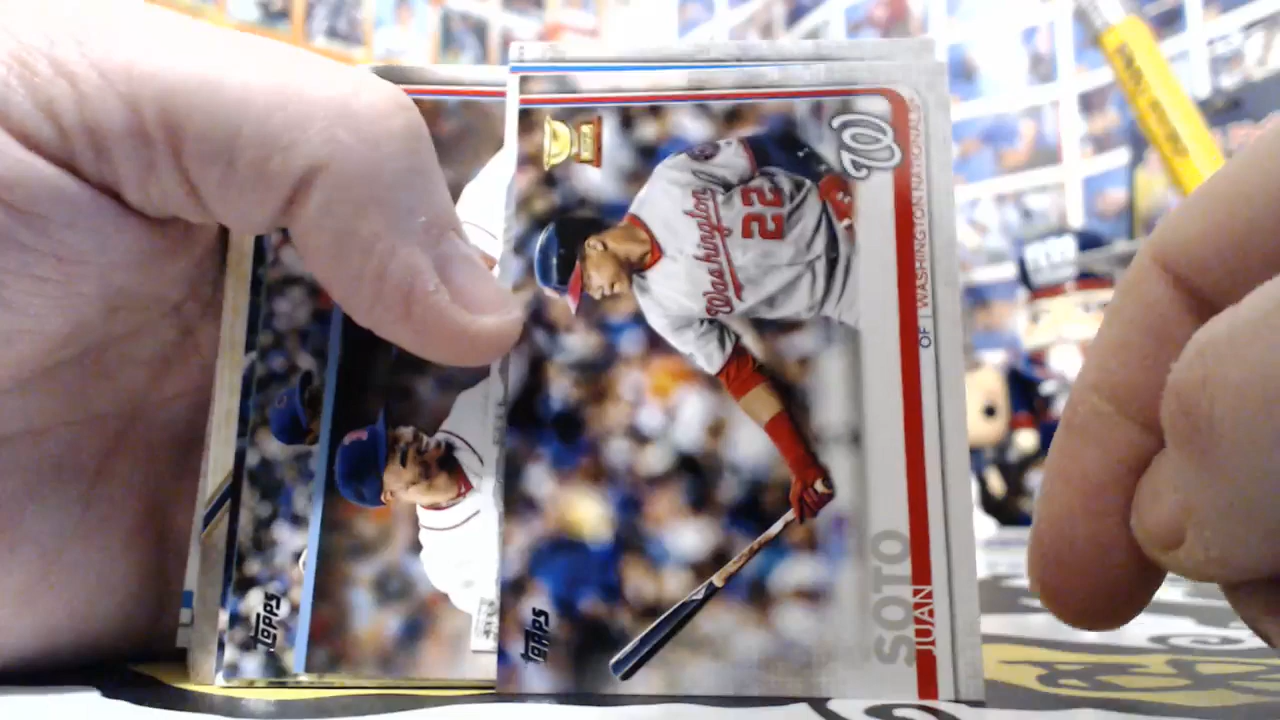 W
OF | WASHINGTON NATIONALS
Washington
22
TOPPS
SOTO
JUAN
TOPPS